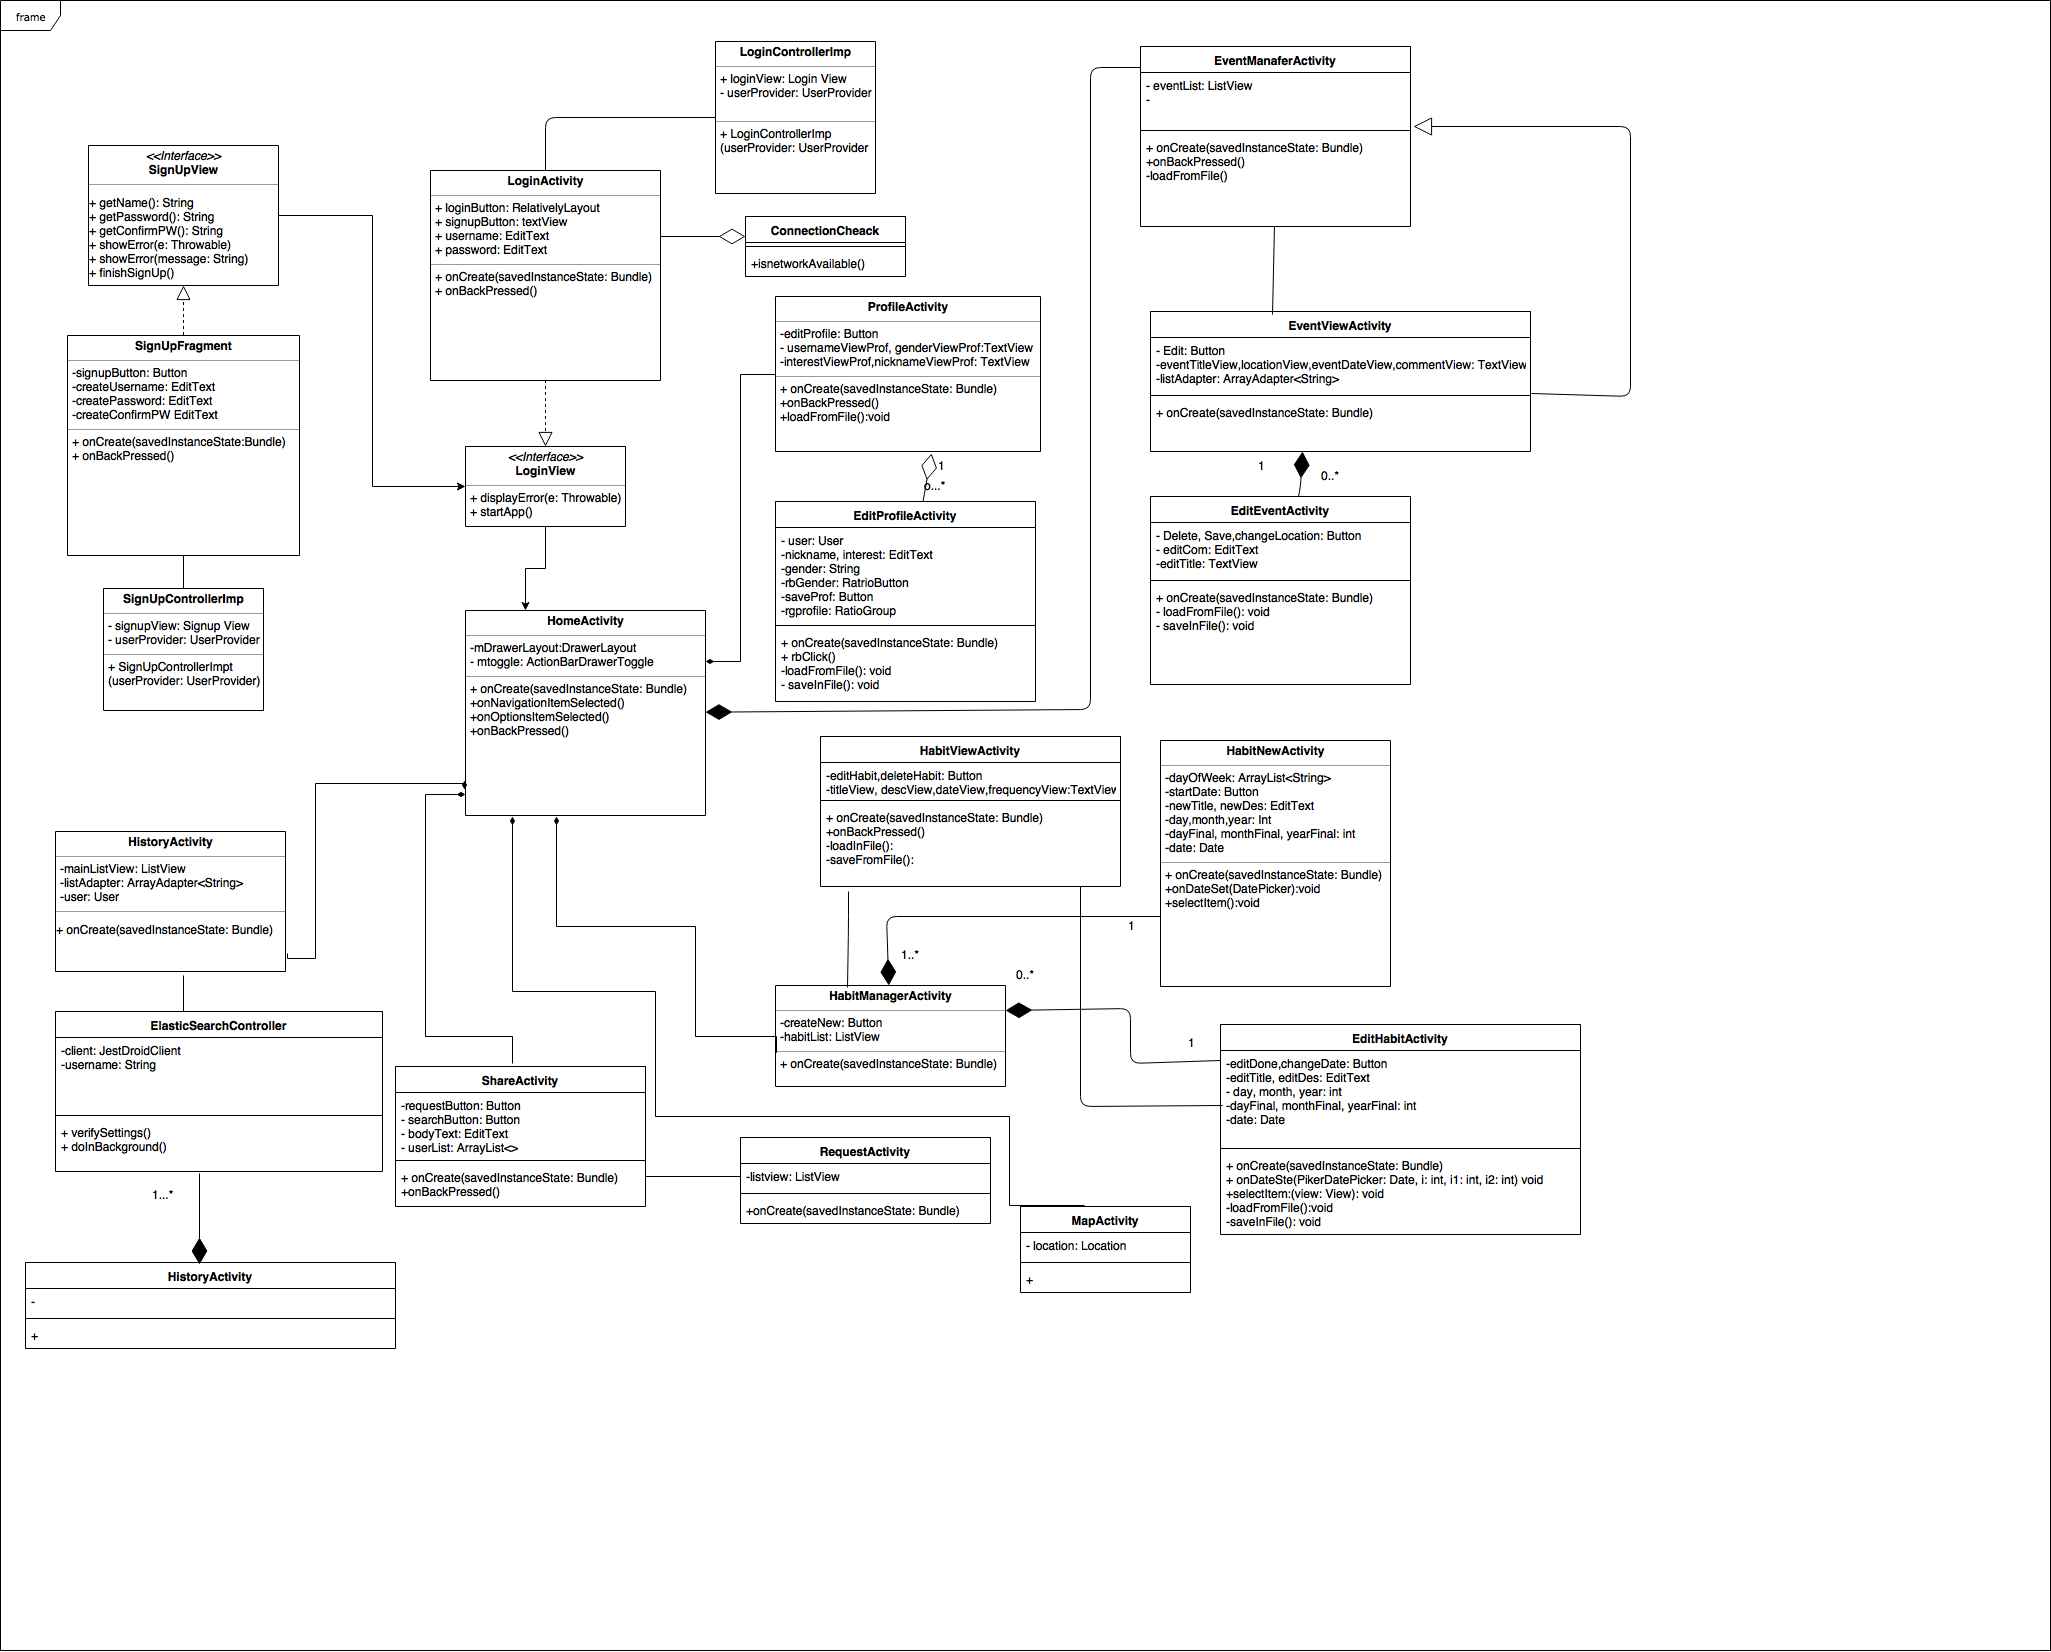 frame
LoginControllerImp
+ loginView: Login View
- userProvider: UserProvider
+ LoginControllerImp
(userProvider: UserProvider
EventManaferActivity
- eventList: ListView
-
+ onCreate(savedInstanceState: Bundle)
+onBackPressed()
-loadFromFile()
<<Interface>>
SignUpView
+ getName(): String
+ getPassword(): String
+ getConfirmPW(): String
+ showError(e: Throwable)
+ showError(message: String)
+ finishSignUp()
LoginActivity
+ loginButton: RelativelyLayout
+ signupButton: textView
+ username: EditText
+ password: EditText
+ onCreate(savedInstanceState: Bundle)
+ onBackPressed()
ConnectionCheack
+isnetworkAvailable()
ProfileActivity
-editProfile: Button
- usernameViewProf, genderViewProf:TextView
-interestViewProf,nicknameViewProf: TextView
+ onCreate(savedInstanceState: Bundle)
+onBackPressed()
+loadFromFile():void
1
o...*
EventViewActivity
- Edit: Button
-eventTitleView,locationView,eventDateView,commentView: TextView
-listAdapter: ArrayAdapter<String>
+ onCreate(savedInstanceState: Bundle)
1
0..*
SignUpFragment
-signupButton: Button
-createUsername: EditText
-createPassword: EditText
-createConfirmPW EditText
+ onCreate(savedInstanceState:Bundle)
+ onBackPressed()
<<Interface>>
LoginView
+ displayError(e: Throwable)
+ startApp()
EditProfileActivity
- user: User
-nickname, interest: EditText
-gender: String
-rbGender: RatrioButton
-saveProf: Button
-rgprofile: RatioGroup
+ onCreate(savedInstanceState: Bundle)
+ rbClick()
-loadFromFile(): void
- saveInFile(): void
EditEventActivity
- Delete, Save,changeLocation: Button
- editCom: EditText
-editTitle: TextView
+ onCreate(savedInstanceState: Bundle)
- loadFromFile(): void
- saveInFile(): void
SignUpControllerImp
- signupView: Signup View
- userProvider: UserProvider
+ SignUpControllerImpt
(userProvider: UserProvider)
HomeActivity
-mDrawerLayout:DrawerLayout
- mtoggle: ActionBarDrawerToggle
+ onCreate(savedInstanceState: Bundle)
+onNavigationItemSelected()
+onOptionsItemSelected()
+onBackPressed()
HabitViewActivity
-editHabit,deleteHabit: Button
-titleView, descView,dateView,frequencyView:TextView
+ onCreate(savedInstanceState: Bundle)
+onBackPressed()
-loadInFile():
-saveFromFile():
HabitNewActivity
-dayOfWeek: ArrayList<String>
-startDate: Button
-newTitle, newDes: EditText
-day,month,year: Int
-dayFinal, monthFinal, yearFinal: int
-date: Date
+ onCreate(savedInstanceState: Bundle)
+onDateSet(DatePicker):void
+selectItem():void
HistoryActivity
-mainListView: ListView
-listAdapter: ArrayAdapter<String>
-user: User
+ onCreate(savedInstanceState: Bundle)
1
1..*
0..*
1
HabitManagerActivity
-createNew: Button
-habitList: ListView
+ onCreate(savedInstanceState: Bundle)
ElasticSearchController
-client: JestDroidClient
-username: String
+ verifySettings()
+ doInBackground()
EditHabitActivity
-editDone,changeDate: Button
-editTitle, editDes: EditText
- day, month, year: int
-dayFinal, monthFinal, yearFinal: int
-date: Date
+ onCreate(savedInstanceState: Bundle)
+ onDateSte(PikerDatePicker: Date, i: int, i1: int, i2: int) void
+selectItem:(view: View): void
-loadFromFile():void
-saveInFile(): void
ShareActivity
-requestButton: Button
- searchButton: Button
- bodyText: EditText
- userList: ArrayList<>
+ onCreate(savedInstanceState: Bundle)
+onBackPressed()
RequestActivity
-listview: ListView
+onCreate(savedInstanceState: Bundle)
1...*
MapActivity
- location: Location
+
HistoryActivity
-
+